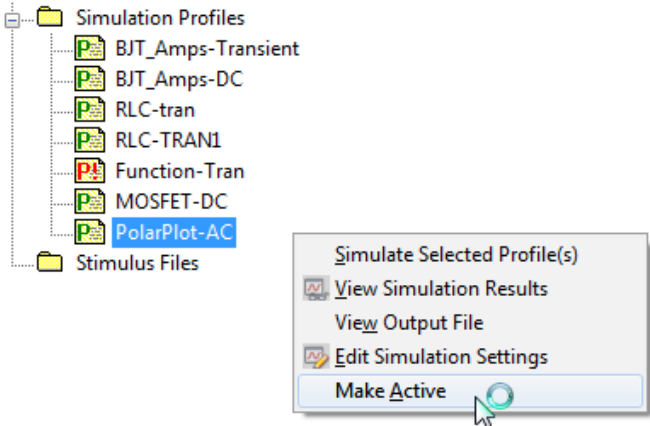 Simulation Profiles
BJT_Amps-Transient
BJT_Amps-DC
RLC-tran
RLC-TRAN1
Function-Tran
MOSFET-DC
PolarPlot-AC
Stimulus Files
Simulate Selected Profile(s)
View Simulation Results
View Output File
Edit Simulation Settings
Make Active